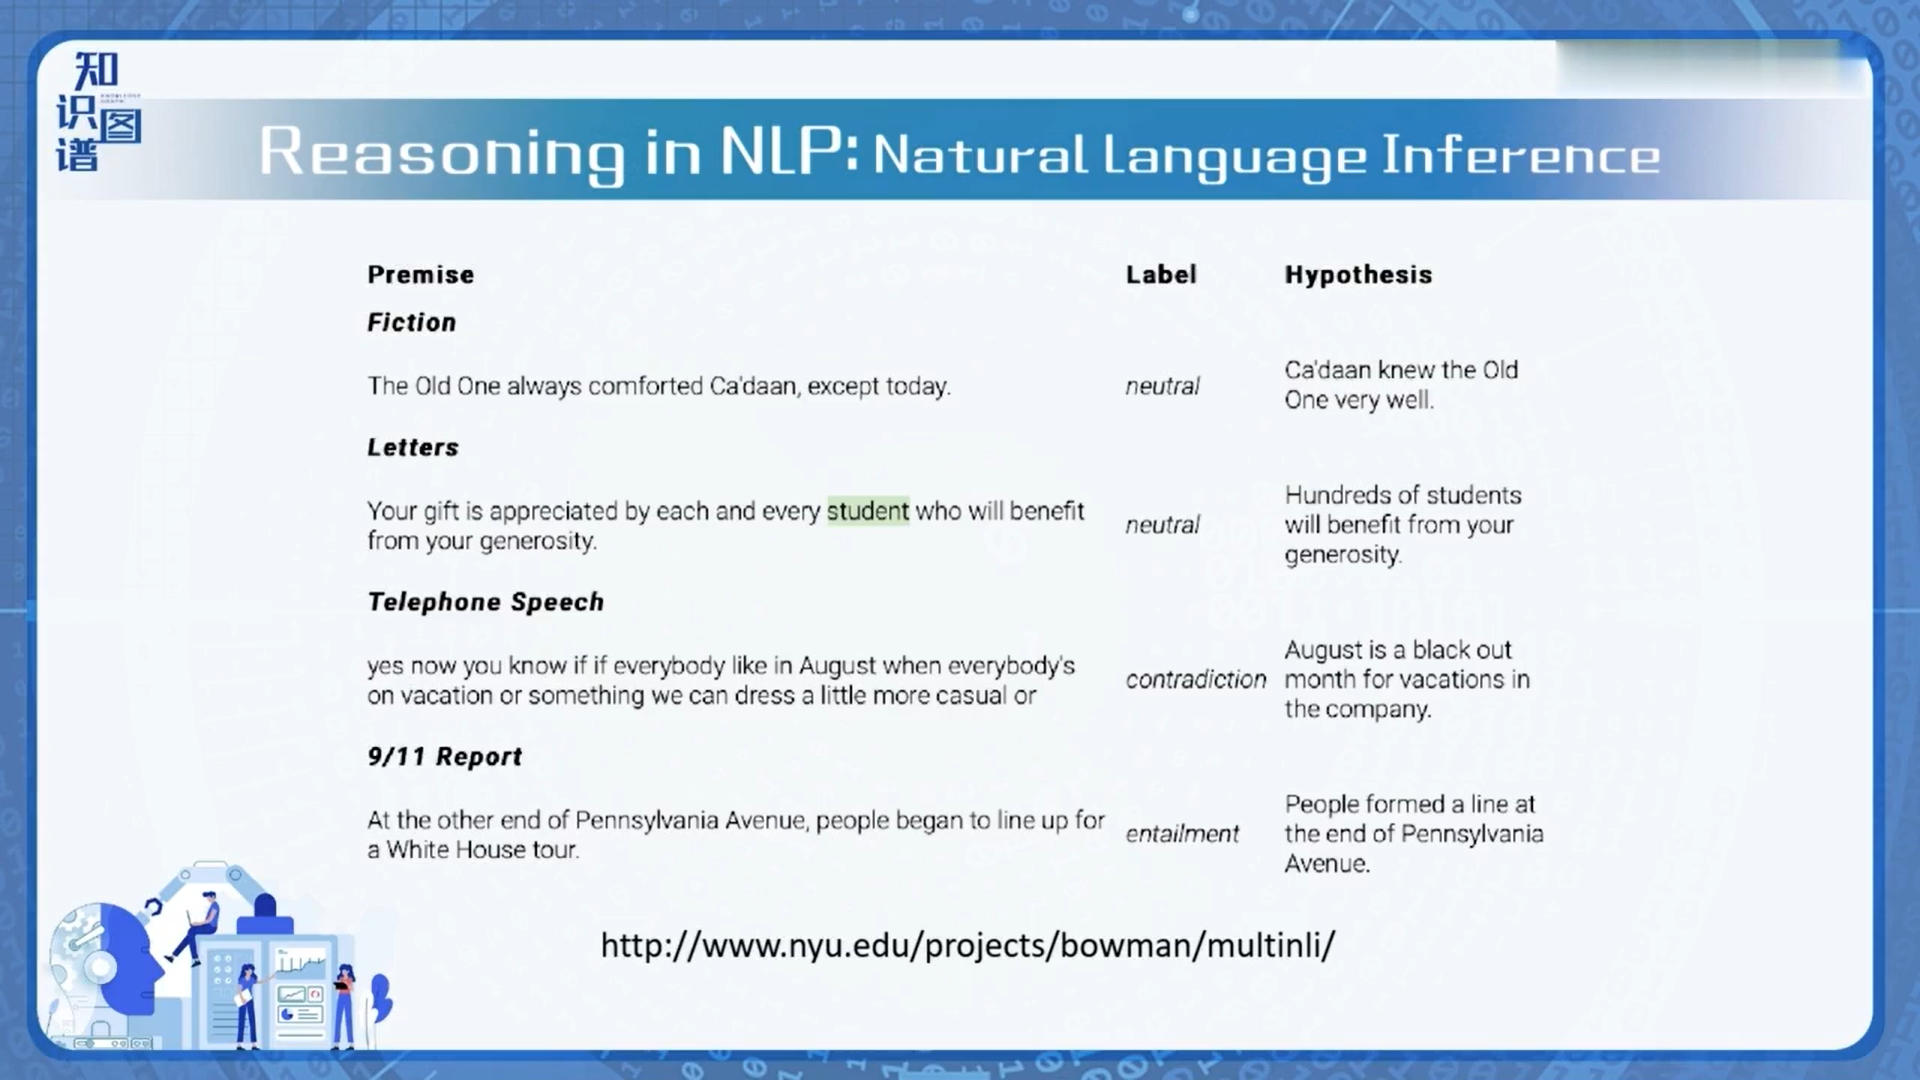 知
识图
谱
Reasoning in NLP: Natural Language Inference
Premise Label Hypothesis
Fiction
The Old One always comforted Ca'daan, except today. neutral Ca'daan knew the Old
One very well.
Letters
Your gift is appreciated by each and every student who will benefit
from your generosity.
neutral
Hundreds of students
will benefit from your
generosity.
Telephone Speech
yes now you know if if everybody like in August when everybody's
on vacation or something we can dress a little more casual or
contradiction
August is a black out
month for vacations in
the company.
9/11 Report
At the other end of Pennsylvania Avenue, people began to line up for
a White House tour.
entailment
People formed a line at
the end of Pennsylvania
Avenue.
http://www.nyu.edu/projects/bowman/multinli/